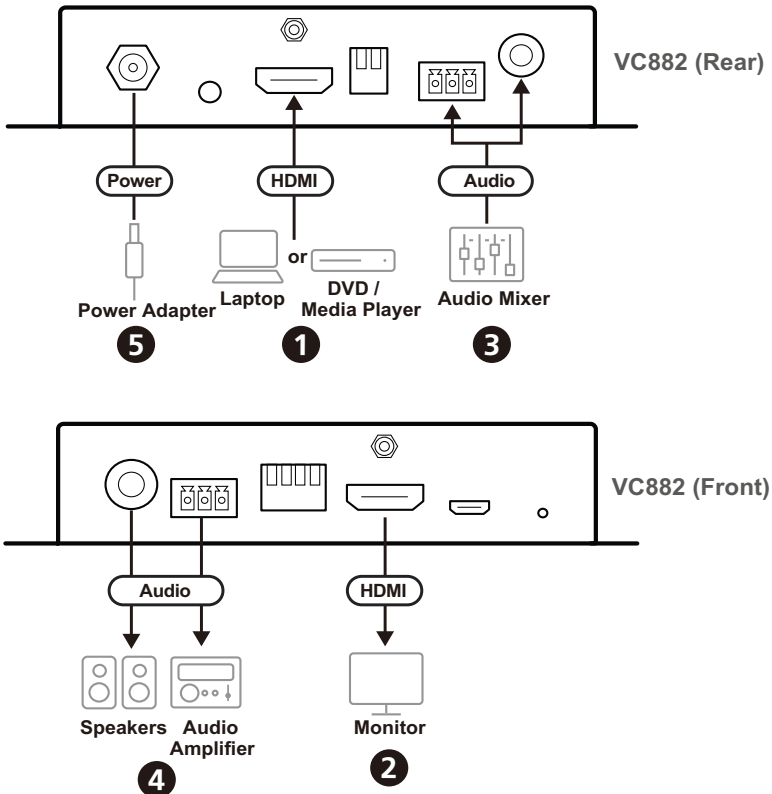 VC882 (Rear)
Power
HDMI
Audio
or
Power Adapter
Laptop
DVD /
Media Player
Audio Mixer
5
1
3
VC882 (Front)
Audio
HDMI
Speakers
Audio
Amplifier
Monitor
4
2